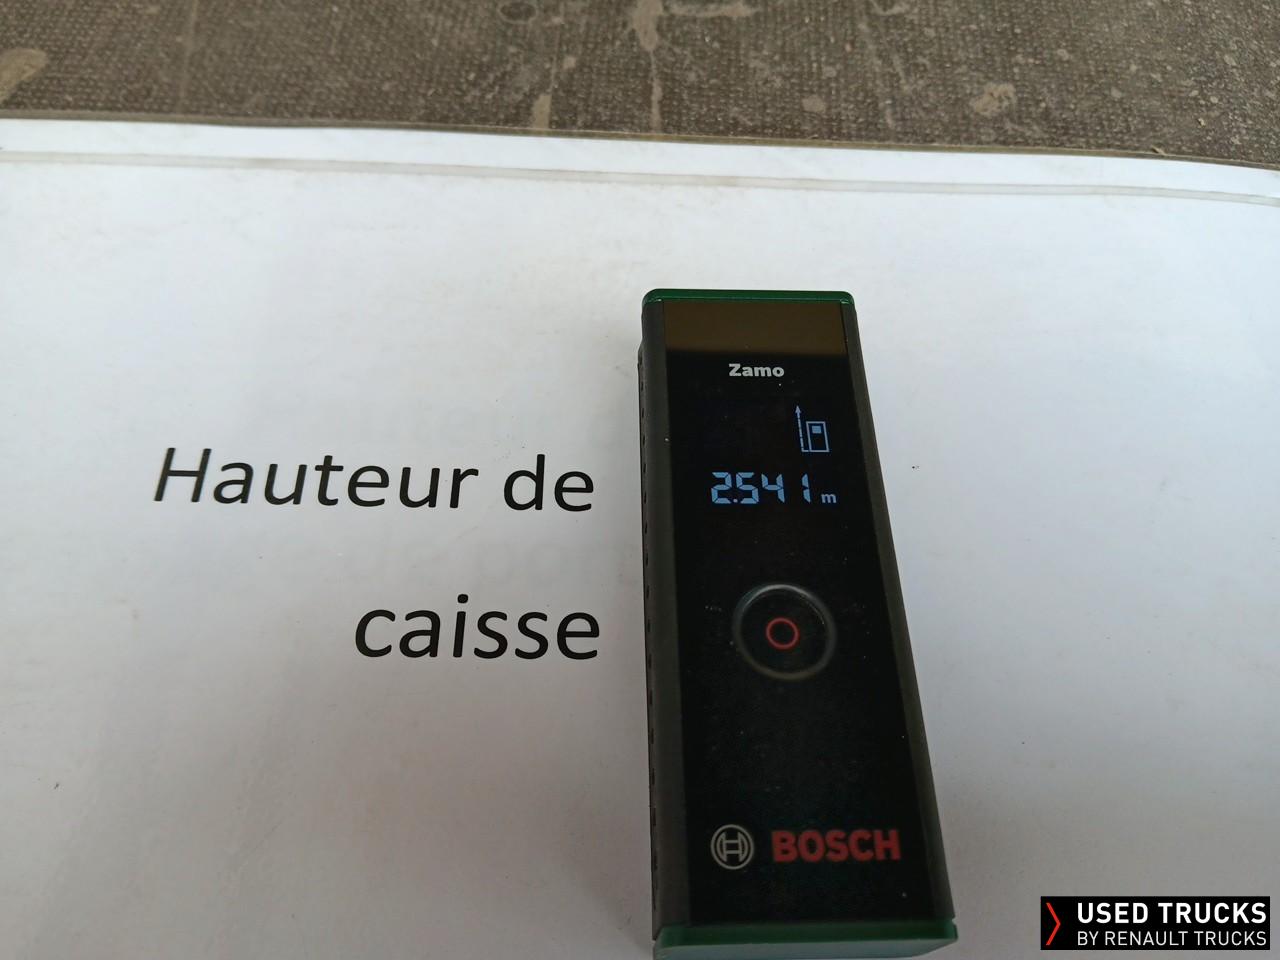 Zamo
2.541 m
Hauteur de
caisse
BOSCH
USED TRUCKS
BY RENAULT TRUCKS